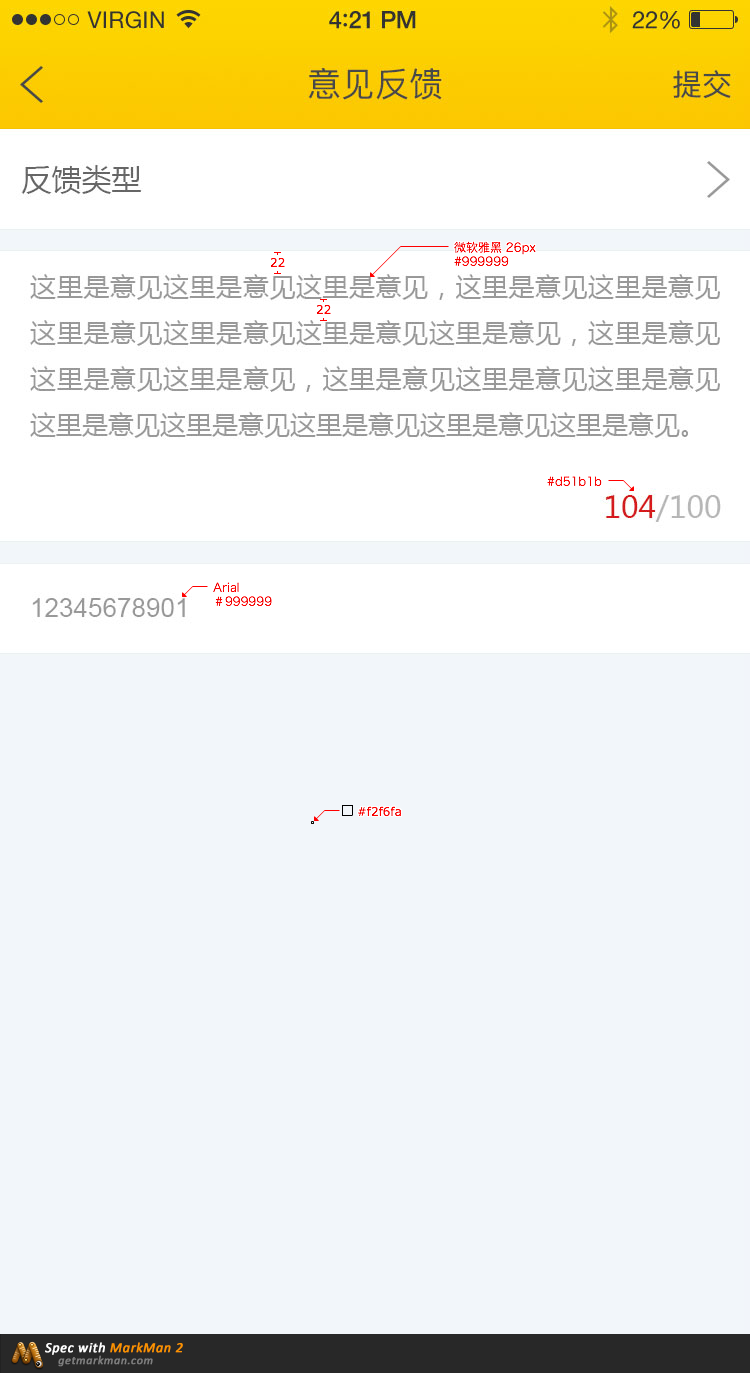 VIRGIN 4:21 PM 22%
意见反馈 提交
反馈类型
微软雅黑 26px
#999999
22
这里是意见这里是意见这里是意见，这里是意见这里是意见
22
这里是意见这里是意见这里是意见这里是意见，这里是意见
这里是意见这里是意见，这里是意见这里是意见这里是意见
这里是意见这里是意见这里是意见这里是意见这里是意见。
#d51b1b
104/100
Arial
12345678901
#999999
#f2f6fa
Spec with MarkMan 2
getmarkman.com